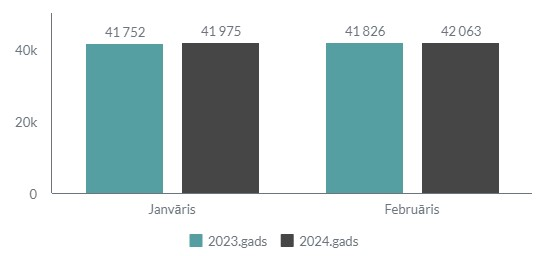 41 752 41 975 41 826 42 063
40k
20k
0
Janvāris Februāris
2023.gads 2024.gads